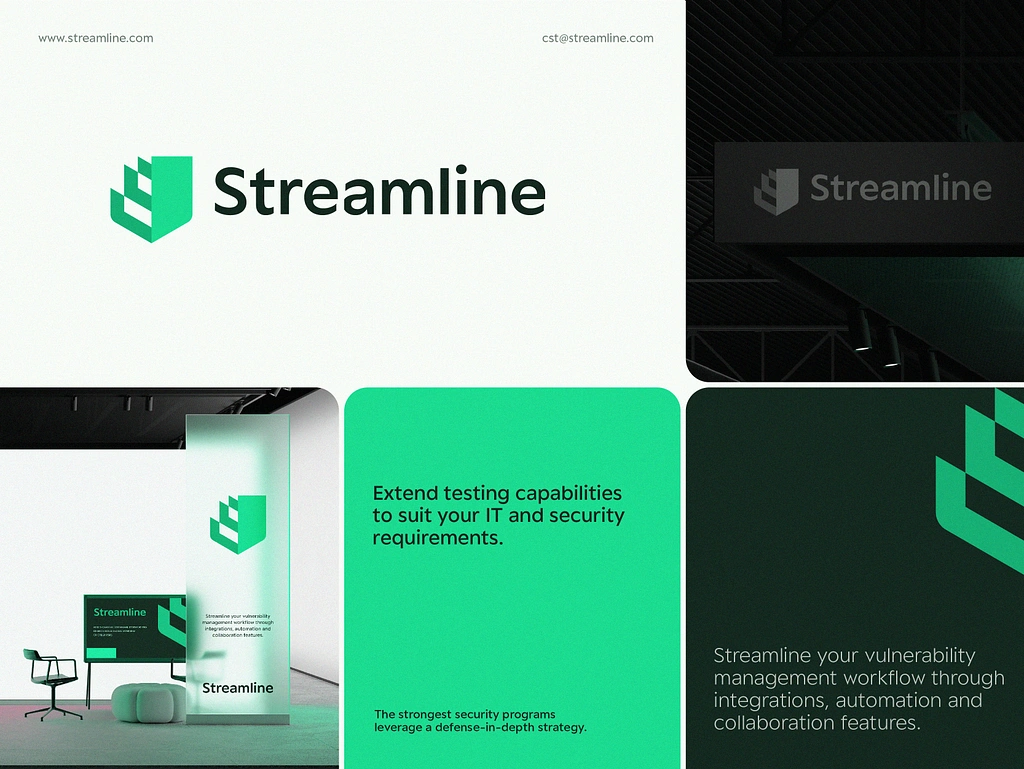 www.streamline.com
cst@streamline.com
Streamline
Streamline
Streamline
Streamline your vulnerability
management workflow through
integrations, automation and
collaboration features.
Streamline
Extend testing capabilities
to suit your IT and security
requirements.
The strongest security programs
leverage a defense-in-depth strategy.
Streamline your vulnerability
management workflow through
integrations, automation and
collaboration features.